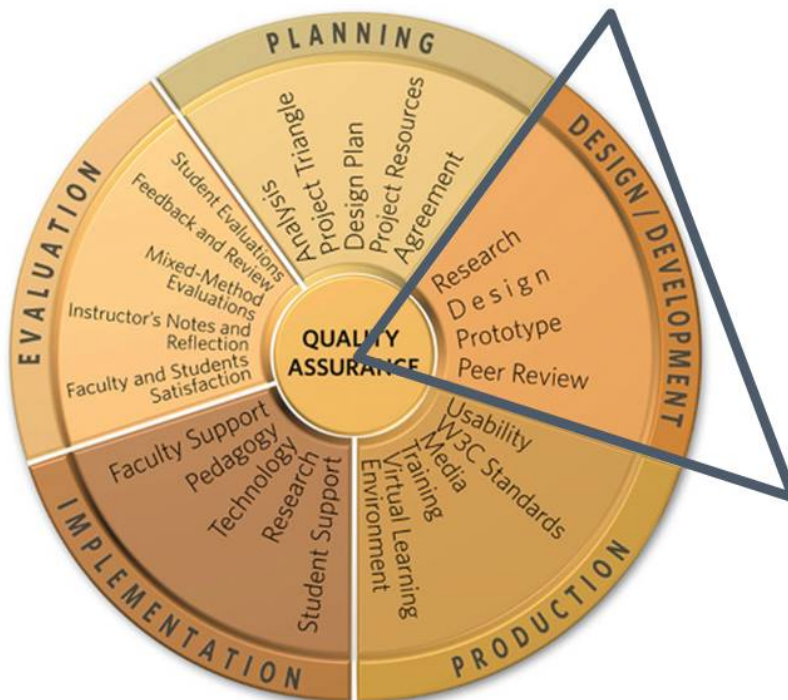 PLANNING
Analysis
Project Triangle
Design Plan
Project Resources
Agreement
DESIGN/DEVELOPMENT
Research
Design
Prototype
Peer Review
PRODUCTION
Usability
W3C Standards
Media
Training
Virtual Learning
Environment
IMPLEMENTATION
Faculty Support
Pedagogy
Technology
Research
Student Support
EVALUATION
Student Evaluations
Feedback and Review
Mixed-Method
Evaluations
Instructor's Notes and
Reflection
Faculty and Students
Satisfaction
QUALITY
ASSURANCE